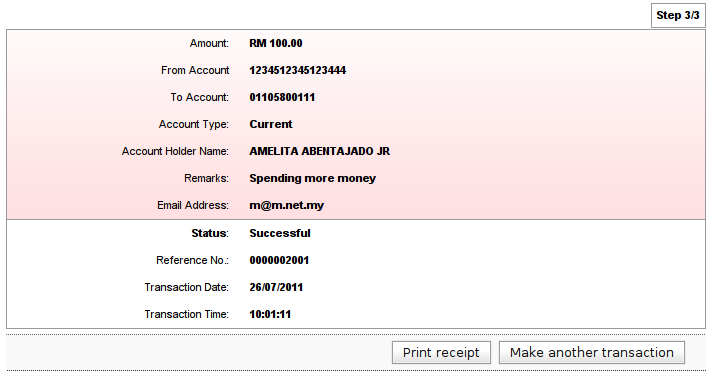 Step 3/3
Amount: RM 100.00
From Account 1234512345123444
To Account: 01105800111
Account Type: Current
Account Holder Name: AMELITA ABENTAJADO JR
Remarks: Spending more money
Email Address: m@m.net.my
Status: Successful
Reference No.: 0000002001
Transaction Date: 26/07/2011
Transaction Time: 10:01:11
Print receipt Make another transaction